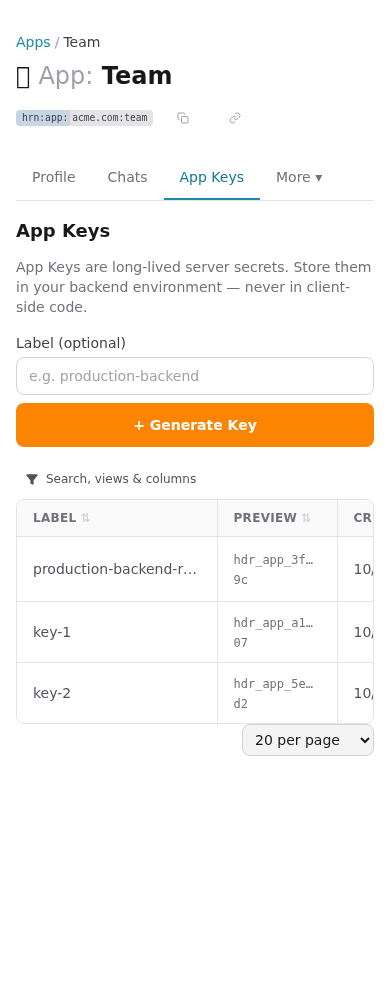 Apps / Team
App: Team
hrn:app: acme.com:team
Profile
Chats
App Keys
More ▾
App Keys
App Keys are long-lived server secrets. Store them
in your backend environment — never in client-
side code.
Label (optional)
e.g. production-backend
+ Generate Key
Search, views & columns
LABEL ⇅ PREVIEW ⇅ CR
production-backend-r… hdr_app_3f… 10/
9c
key-1 hdr_app_a1… 10/
07
key-2 hdr_app_5e… 10/
d2
20 per page